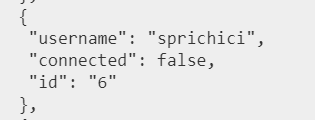 },
{
"username": "sprichici",
"connected": false,
"id": "6"
},